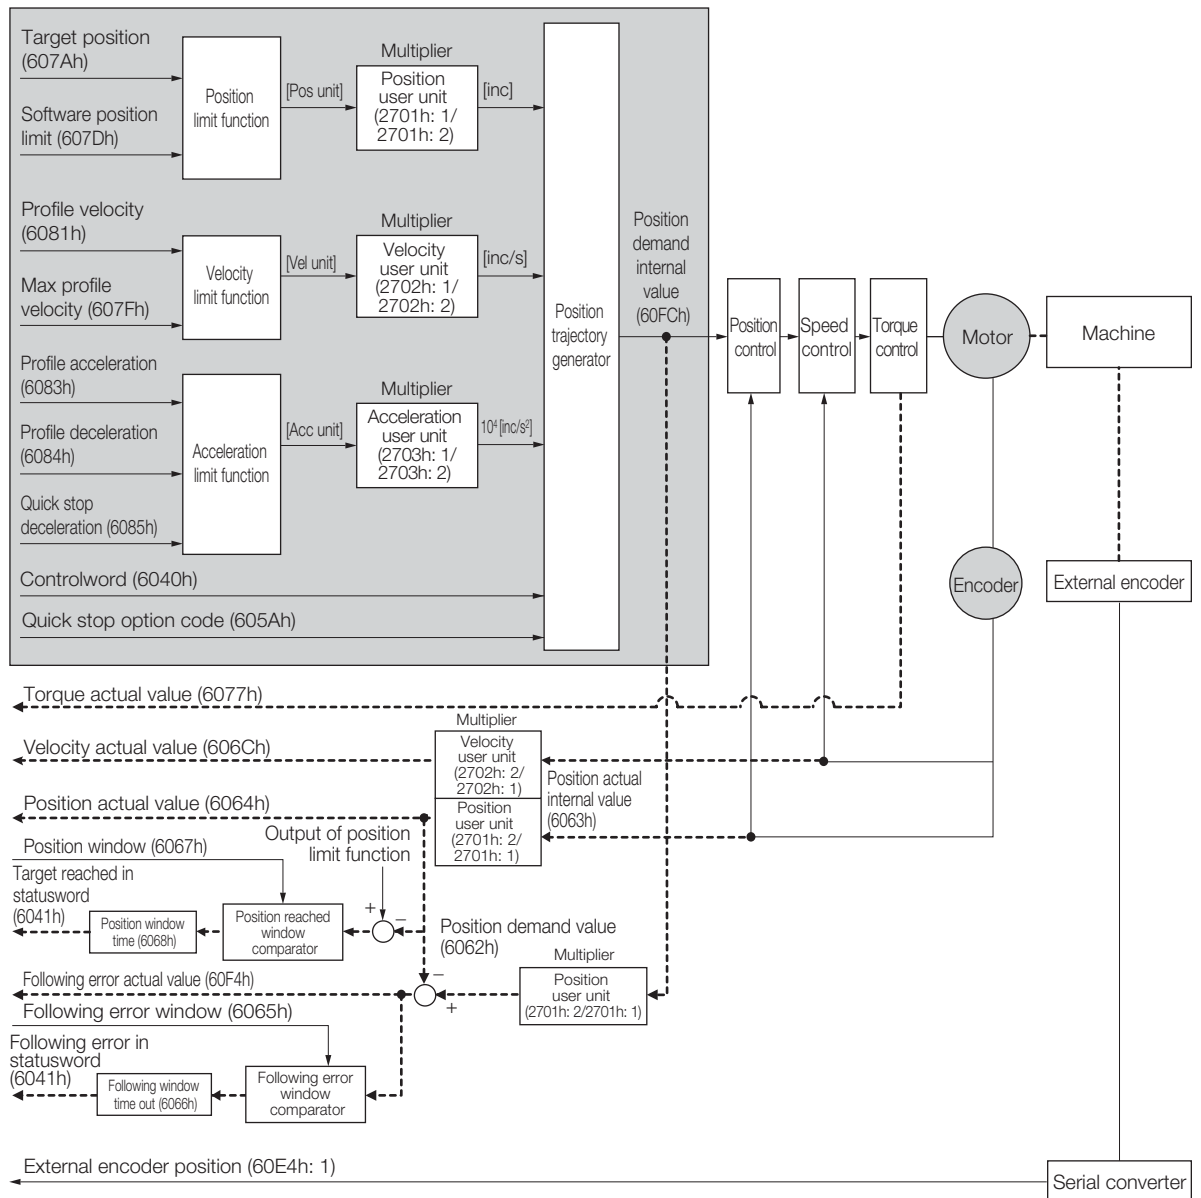 Target position
(607Ah)
Software position
limit (607Dh)
Position
limit function
[Pos unit]
Multiplier
Position
user unit
(2701h: 1/
2701h: 2)
[inc]
Profile velocity
(6081h)
Max profile
velocity (607Fh)
Velocity
limit function
[Vel unit]
Multiplier
Velocity
user unit
(2702h: 1/
2702h: 2)
[inc/s]
Profile acceleration
(6083h)
Profile deceleration
(6084h)
Quick stop
deceleration (6085h)
Acceleration
limit function
[Acc unit]
Multiplier
Acceleration
user unit
(2703h: 1/
2703h: 2)
10⁴ [inc/s²]
Controlword (6040h)
Quick stop option code (605Ah)
Position
trajectory
generator
Position
demand
internal
value
(60FCh)
Position
control
Speed
control
Torque
control
Motor
Machine
Encoder
External encoder
Torque actual value (6077h)
Velocity actual value (606Ch)
Multiplier
Velocity
user unit
(2702h: 2/
2702h: 1)
Position actual
internal value
(6063h)
Position actual value (6064h)
Position
user unit
(2701h: 2/
2701h: 1)
Position window (6067h)
Output of position
limit function
Target reached in
statusword
(6041h)
Position window
time (6068h)
Position reached
window
comparator
+
−
Position demand value
(6062h)
Multiplier
Position
user unit
(2701h: 2/2701h: 1)
−
+
Following error actual value (60F4h)
Following error window (6065h)
Following error in
statusword
(6041h)
Following window
time out (6066h)
Following error
window
comparator
External encoder position (60E4h: 1)
Serial converter